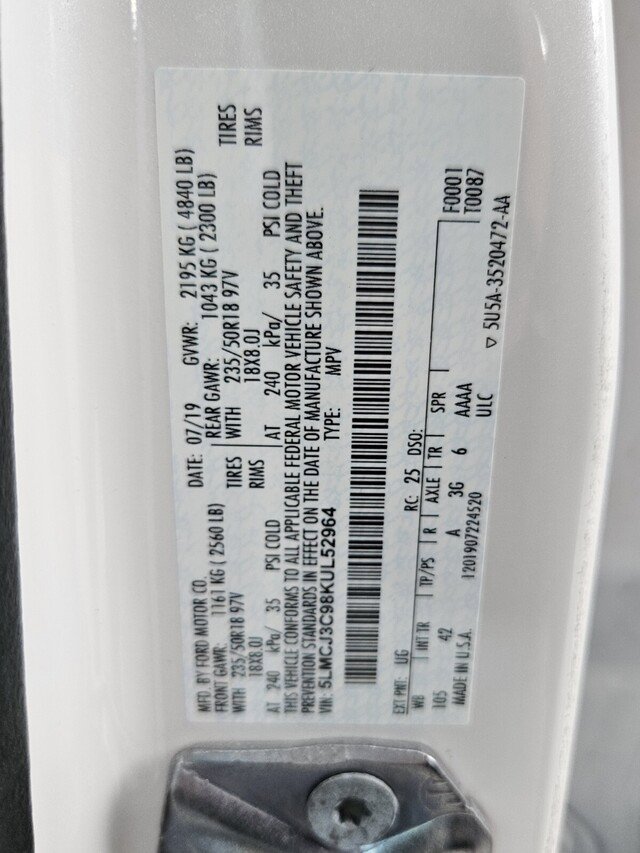 MFD. BY FORD MOTOR CO.
DATE: 07/19 GVWR: 2195 KG ( 4840 LB)
FRONT GAWR: 1161 KG ( 2560 LB) REAR GAWR: 1043 KG ( 2300 LB)
WITH 235/50R18 97V TIRES WITH 235/50R18 97V TIRES
18X8.0J RIMS 18X8.0J RIMS
AT 240 kPa/ 35 PSI COLD AT 240 kPa/ 35 PSI COLD
THIS VEHICLE CONFORMS TO ALL APPLICABLE FEDERAL MOTOR VEHICLE SAFETY AND THEFT
PREVENTION STANDARDS IN EFFECT ON THE DATE OF MANUFACTURE SHOWN ABOVE.
VIN: 5LMCJ3C98KUL52964 TYPE: MPV
EXT PNT: UG RC: 25 DSO: F0001
WB INT TR TP/PS R AXLE TR SPR T0087
105 42 A 3G 6 AAAA
MADE IN U.S.A. 1201907224520 ULC ▽ 5U5A-3520472-AA